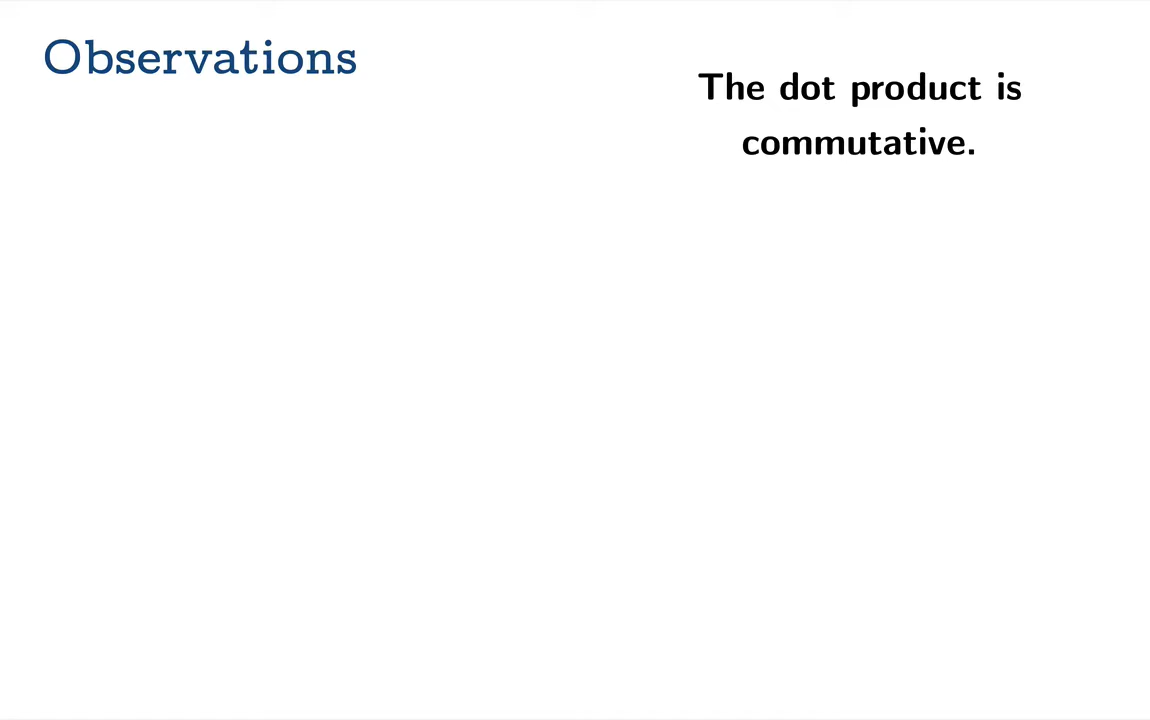 Observations
The dot product is
commutative.